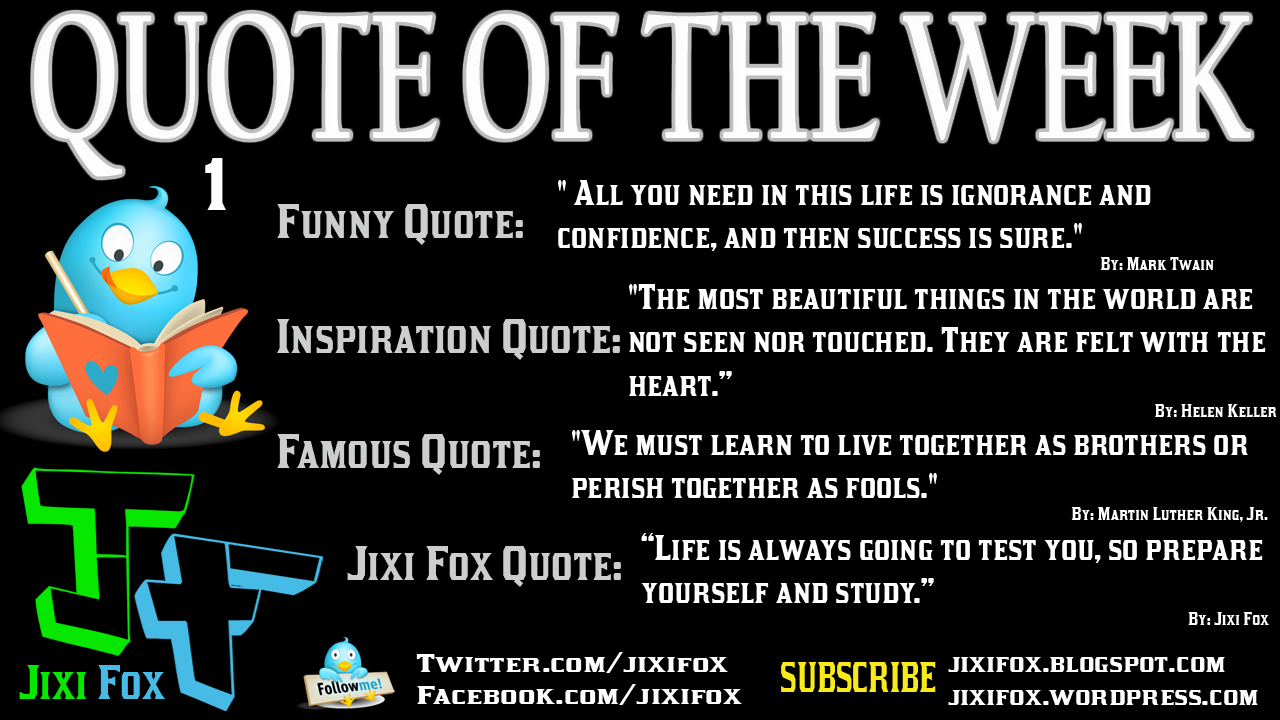 QUOTE OF THE WEEK
1
Funny Quote:
" All you need in this life is ignorance and
confidence, and then success is sure."
By: Mark Twain
Inspiration Quote:
"The most beautiful things in the world are
not seen nor touched. They are felt with the
heart.”
By: Helen Keller
Famous Quote:
"We must learn to live together as brothers or
perish together as fools."
By: Martin Luther King, Jr.
Jixi Fox Quote:
“Life is always going to test you, so prepare
yourself and study.”
By: Jixi Fox
JF
Jixi Fox
Follow me!
Twitter.com/jixifox
Facebook.com/jixifox
SUBSCRIBE
jixifox.blogspot.com
jixifox.wordpress.com